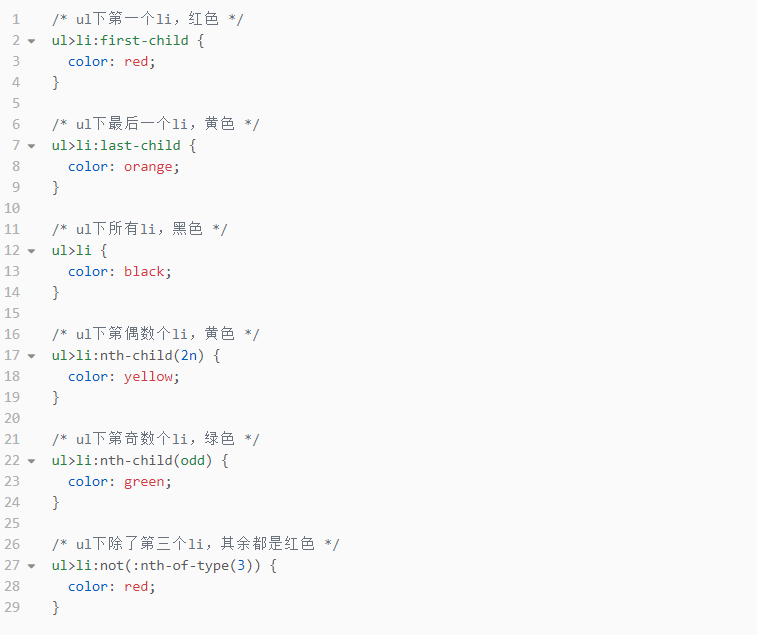 1 /* ul下第一个li，红色 */
2 ul>li:first-child {
3 color: red;
4 }
5
6 /* ul下最后一个li，黄色 */
7 ul>li:last-child {
8 color: orange;
9 }
10
11 /* ul下所有li，黑色 */
12 ul>li {
13 color: black;
14 }
15
16 /* ul下第偶数个li，黄色 */
17 ul>li:nth-child(2n) {
18 color: yellow;
19 }
20
21 /* ul下第奇数个li，绿色 */
22 ul>li:nth-child(odd) {
23 color: green;
24 }
25
26 /* ul下除了第三个li，其余都是红色 */
27 ul>li:not(:nth-of-type(3)) {
28 color: red;
29 }